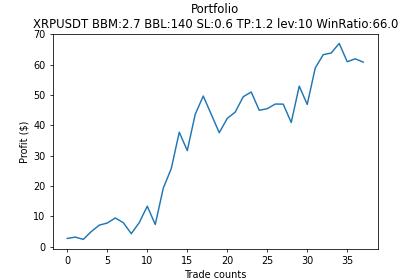 Portfolio
XRPUSDT BBM:2.7 BBL:140 SL:0.6 TP:1.2 lev:10 WinRatio:66.0
70
60
50
40
30
20
10
0
Profit ($)
0 5 10 15 20 25 30 35
Trade counts